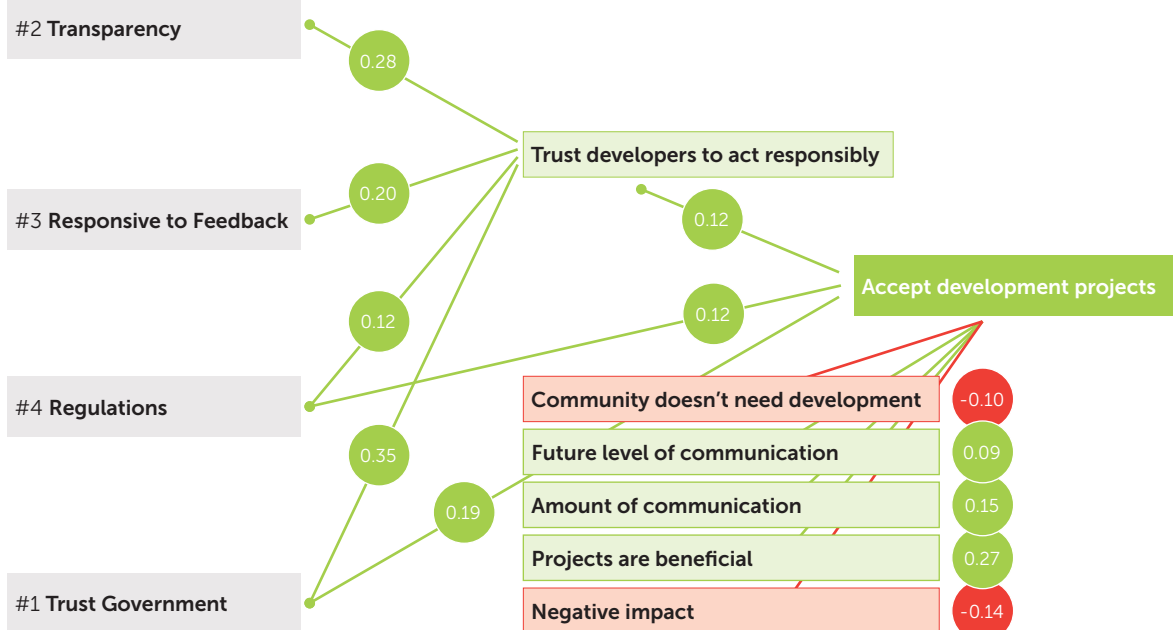 #2 Transparency
0.28
Trust developers to act responsibly
#3 Responsive to Feedback
0.20
0.12
Accept development projects
0.12
0.12
#4 Regulations
Community doesn’t need development
-0.10
0.35
Future level of communication
0.09
0.19
Amount of communication
0.15
Projects are beneficial
0.27
#1 Trust Government
Negative impact
-0.14